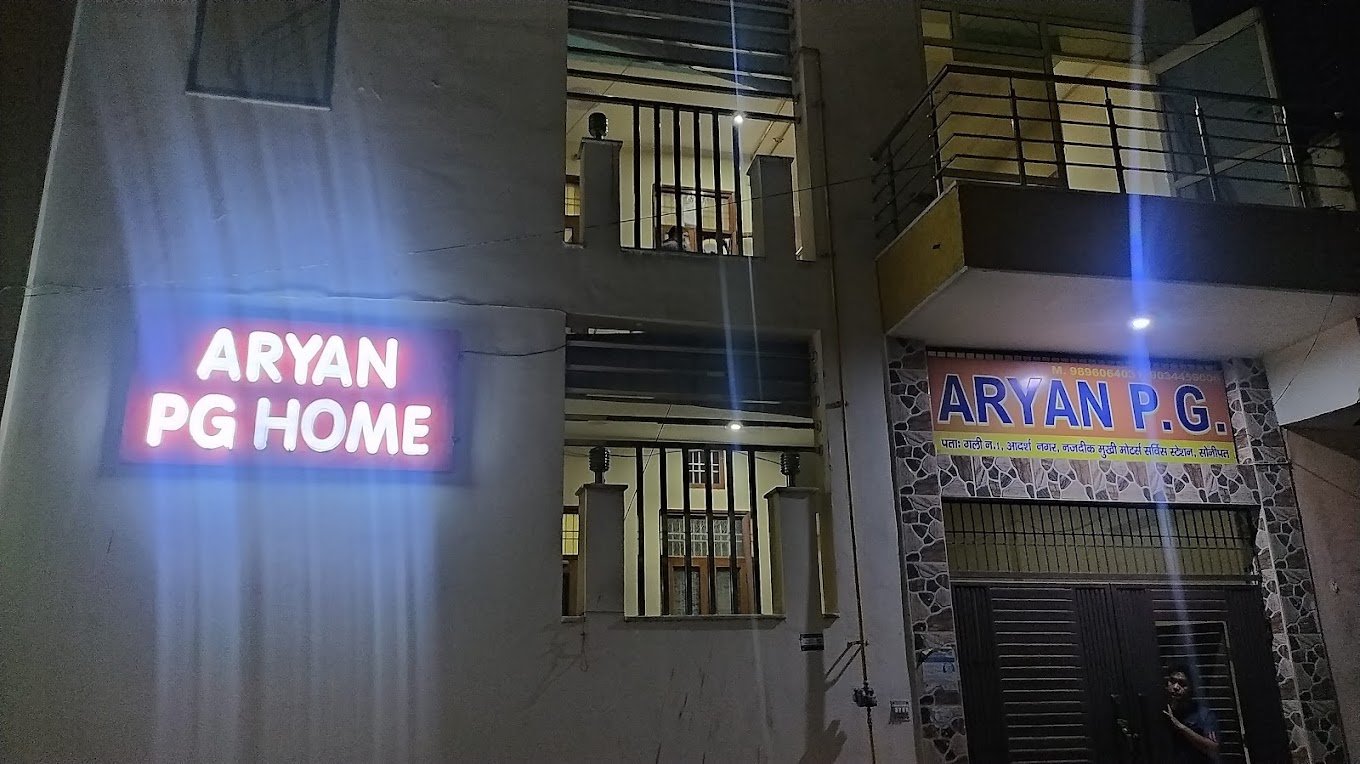 ARYAN
PG HOME
ARYAN P.G.
पताः गली न.1, आदर्श नगर, नजदीक मुखी मोटर्स सर्विस स्टेशन, सोनीपत